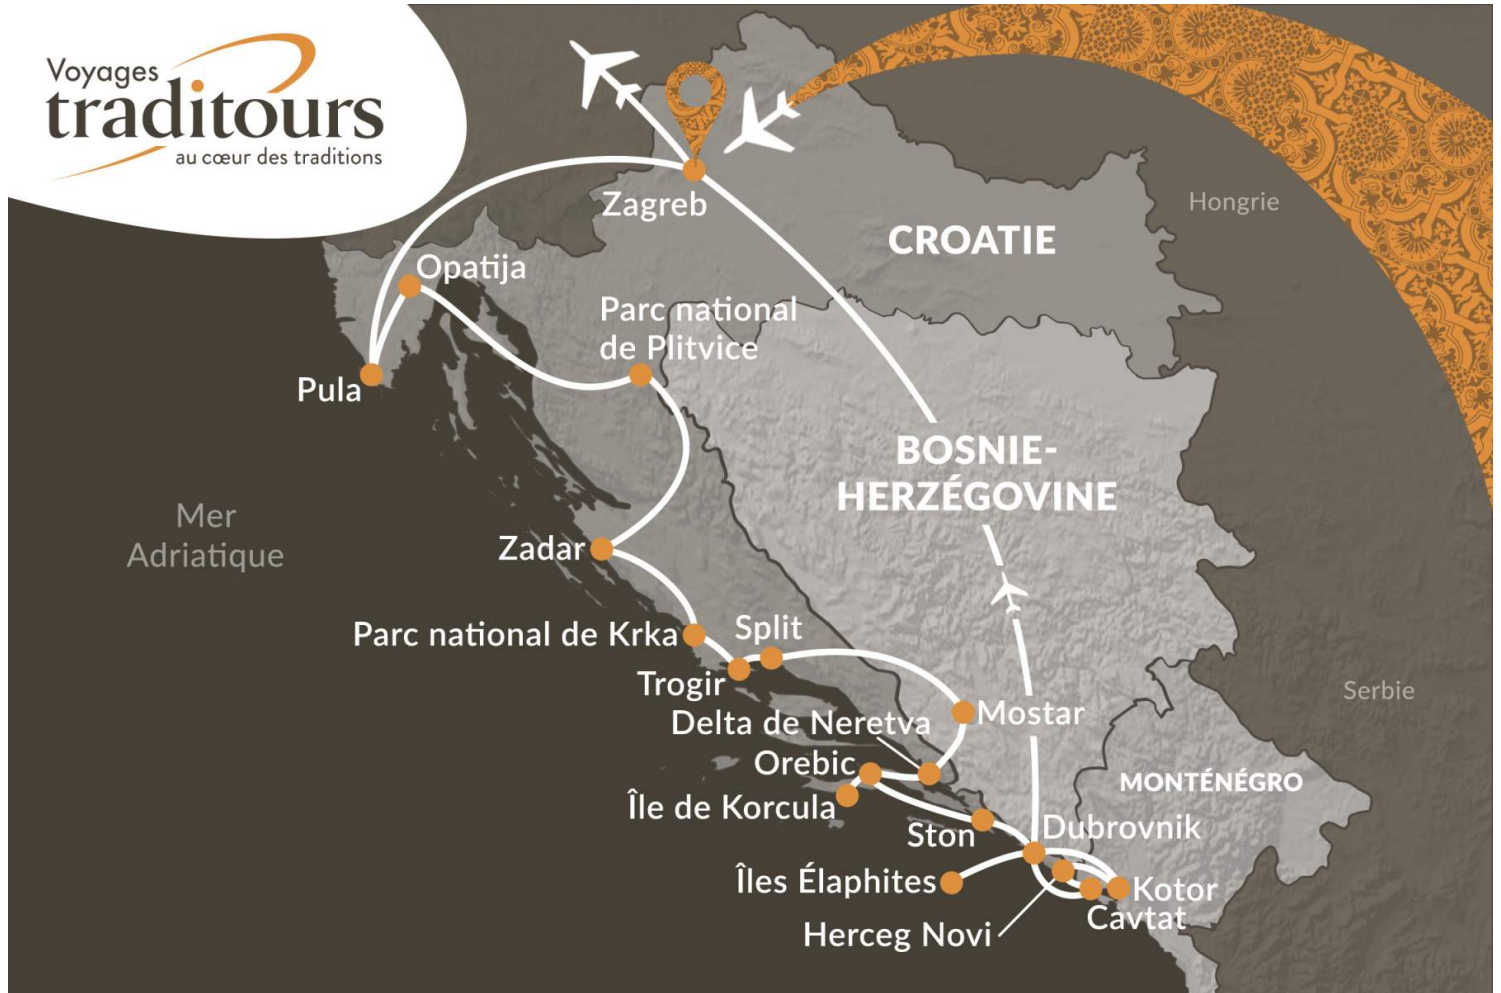 Voyages
traditours
au cœur des traditions
Zagreb
Hongrie
CROATIE
Opatija
Parc national
de Plitvice
Pula
BOSNIE-
HERZÉGOVINE
Mer
Adriatique
Zadar
Parc national de Krka
Split
Trogir
Serbie
Mostar
Delta de Neretva
Orebic
MONTÉNÉGRO
Île de Korcula
Ston
Dubrovnik
Îles Élaphites
Kotor
Cavtat
Herceg Novi